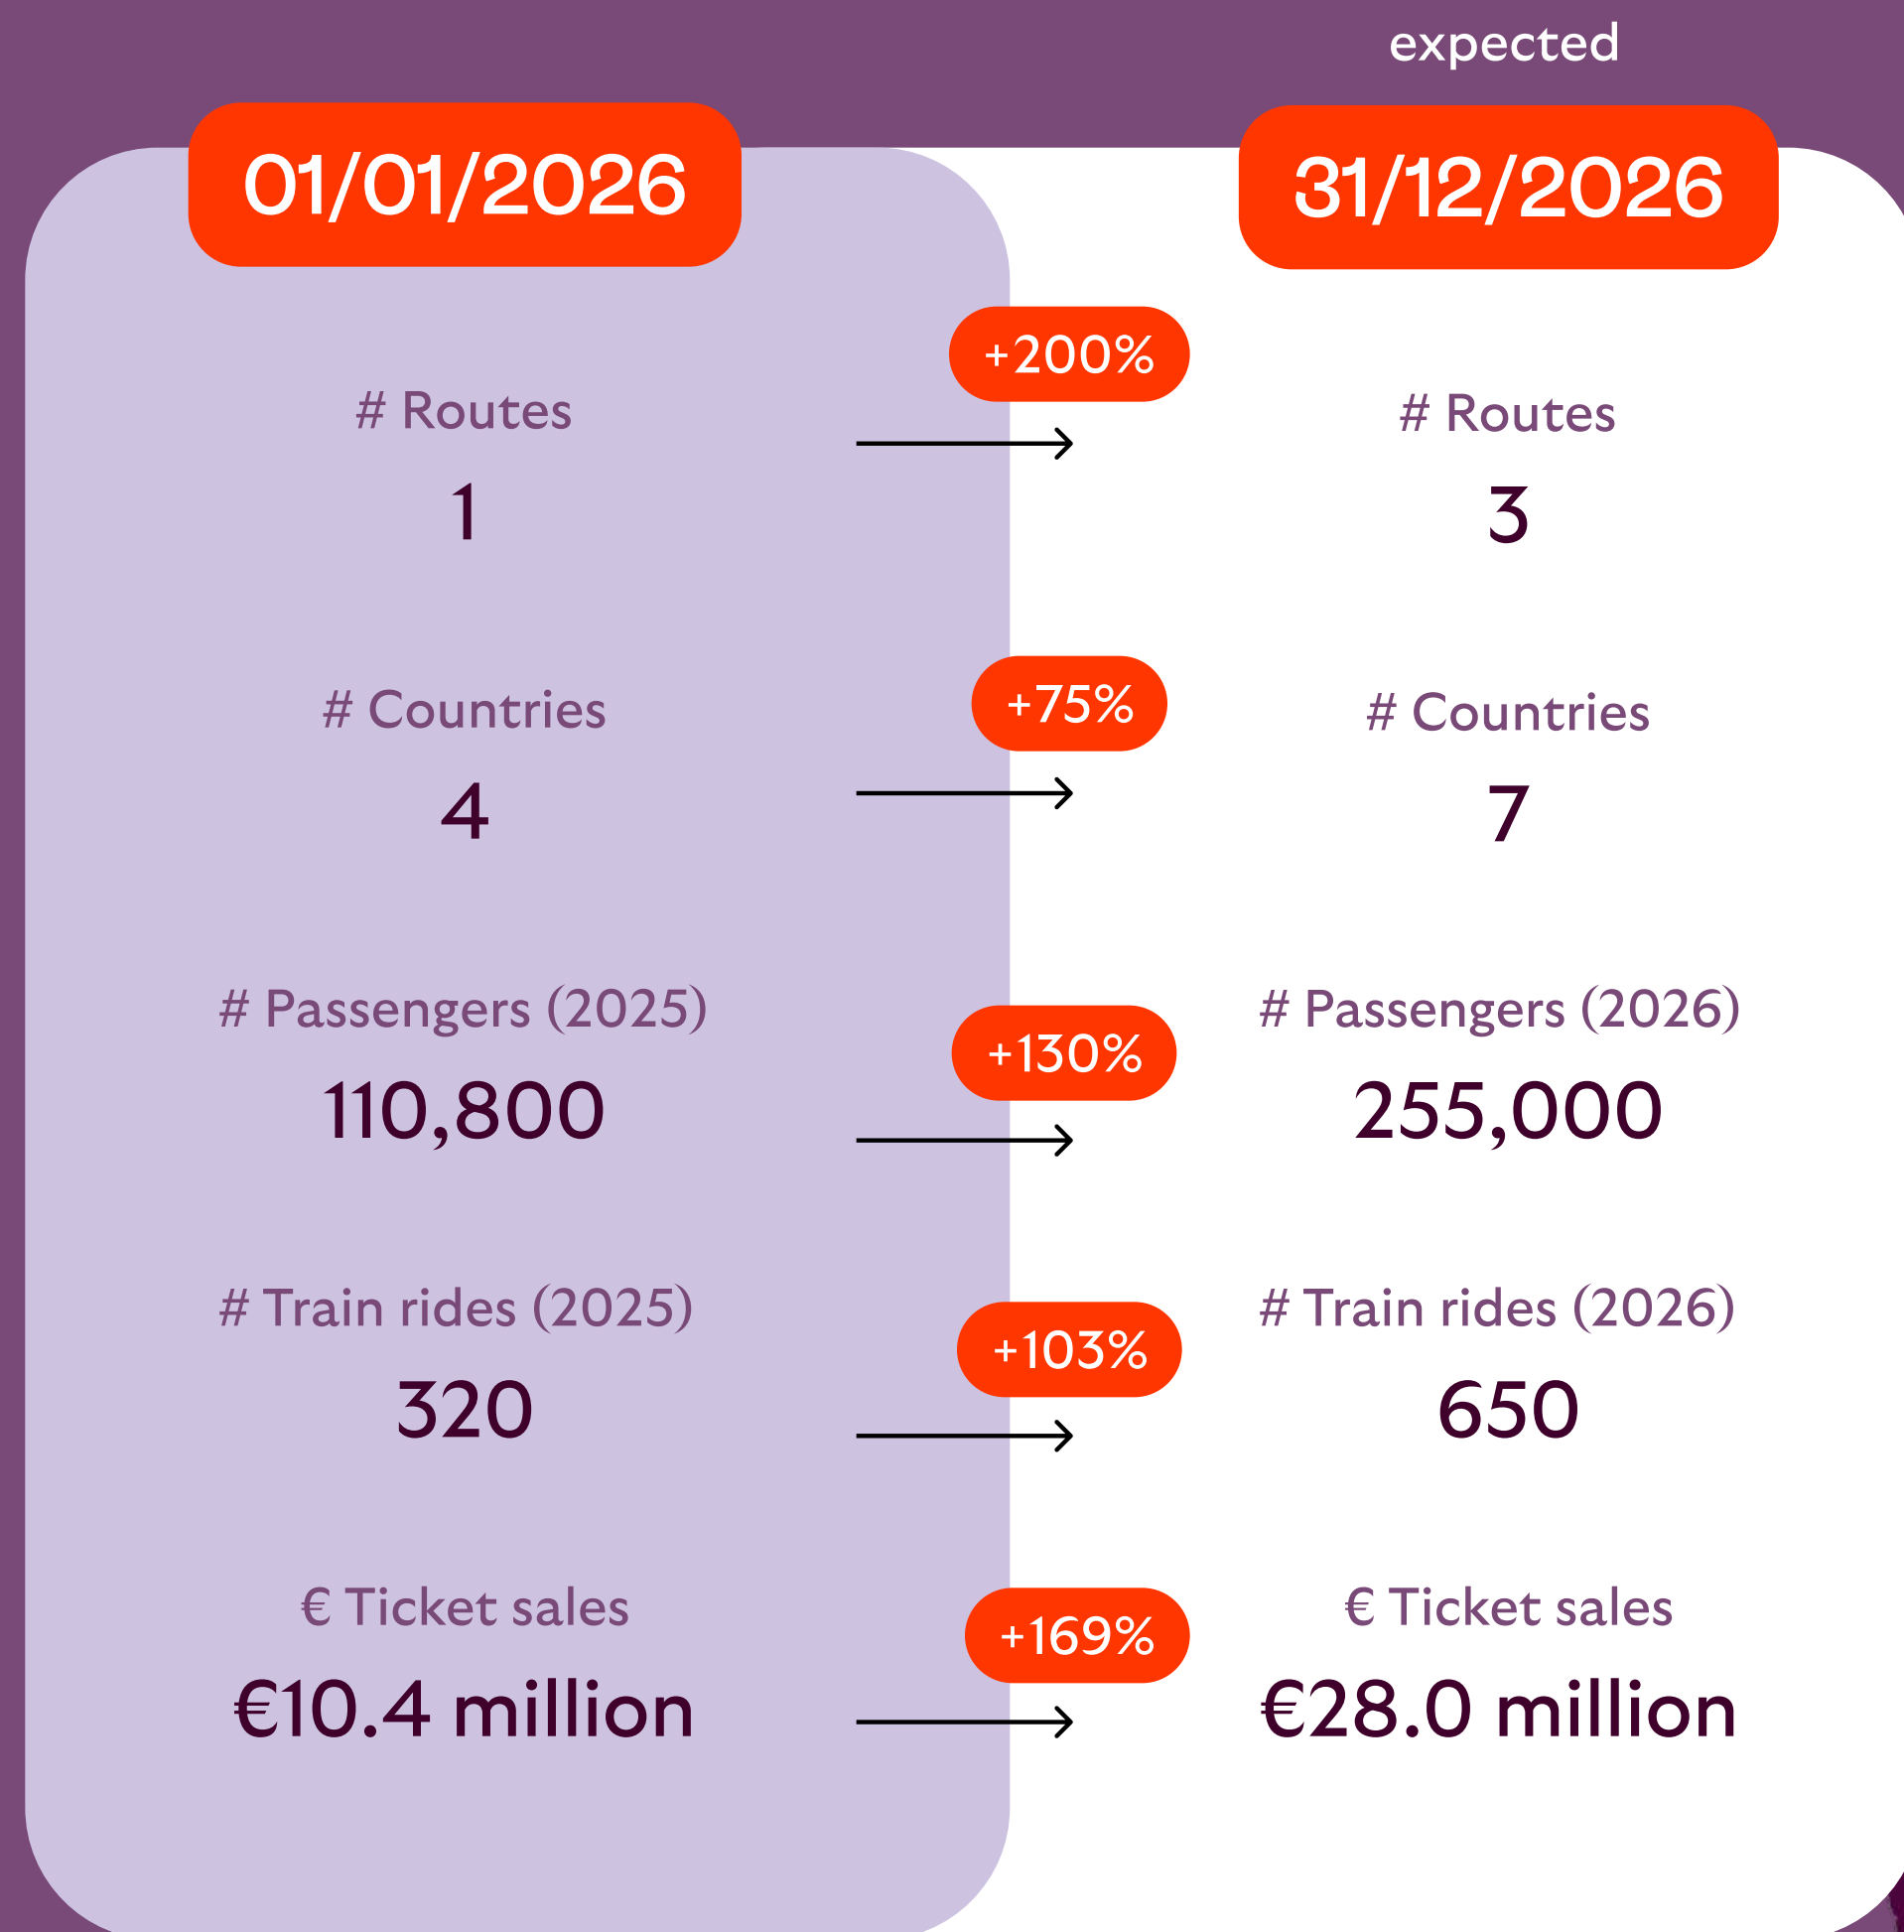 expected
01/01/2026
31/12/2026
+200%
# Routes
# Routes
1
3
+75%
# Countries
# Countries
4
7
# Passengers (2025)
+130%
# Passengers (2026)
110,800
255,000
# Train rides (2025)
+103%
# Train rides (2026)
320
650
€ Ticket sales
+169%
€ Ticket sales
€10.4 million
€28.0 million